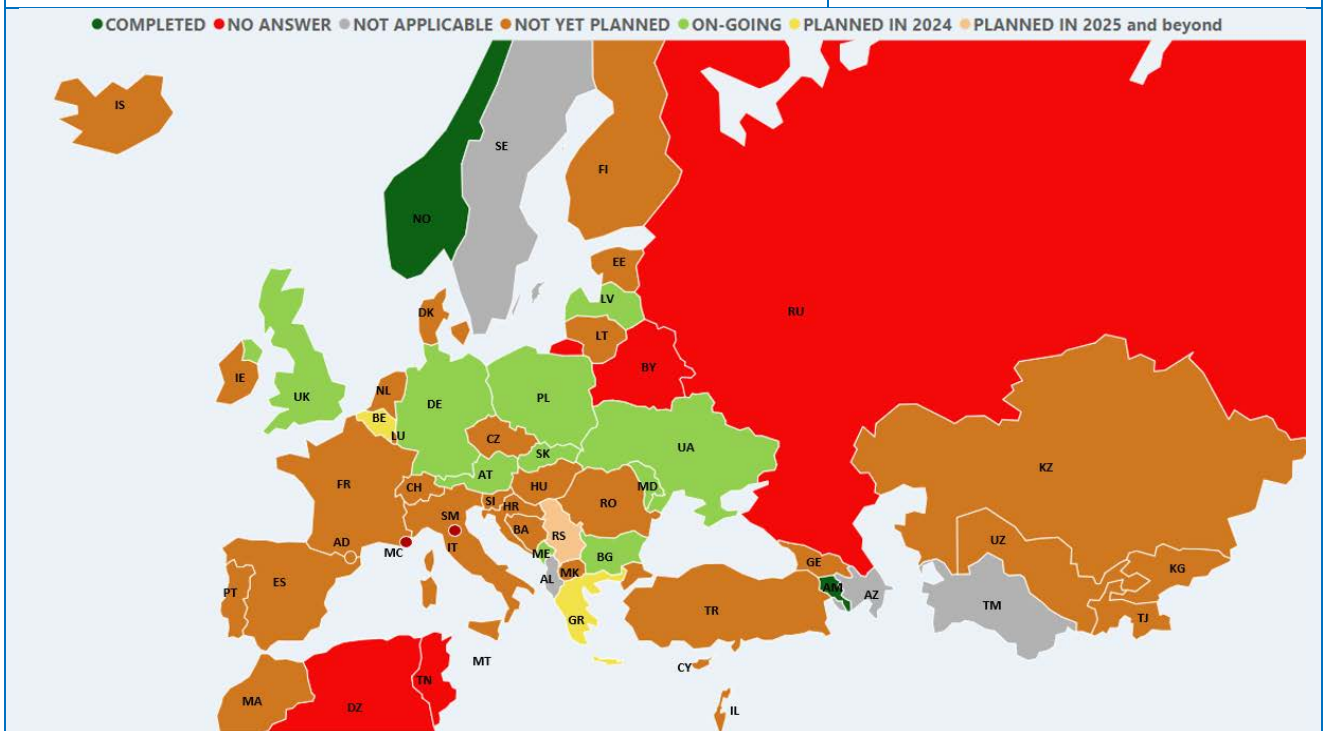 COMPLETED NO ANSWER NOT APPLICABLE NOT YET PLANNED ON-GOING PLANNED IN 2024 PLANNED IN 2025 and beyond
IS
SE
FI
NO
EE
LV
RU
DK
LT
BY
IE
NL
UK
DE
PL
BE
LU
CZ
UA
SK
KZ
FR
AT
CH
HU
MD
RO
SI
HR
SM
BA
RS
UZ
AD
MC
IT
ME
BG
GE
KG
ES
AL
MK
PT
AM
AZ
TM
TR
GR
TJ
MT
CY
TN
MA
DZ
IL